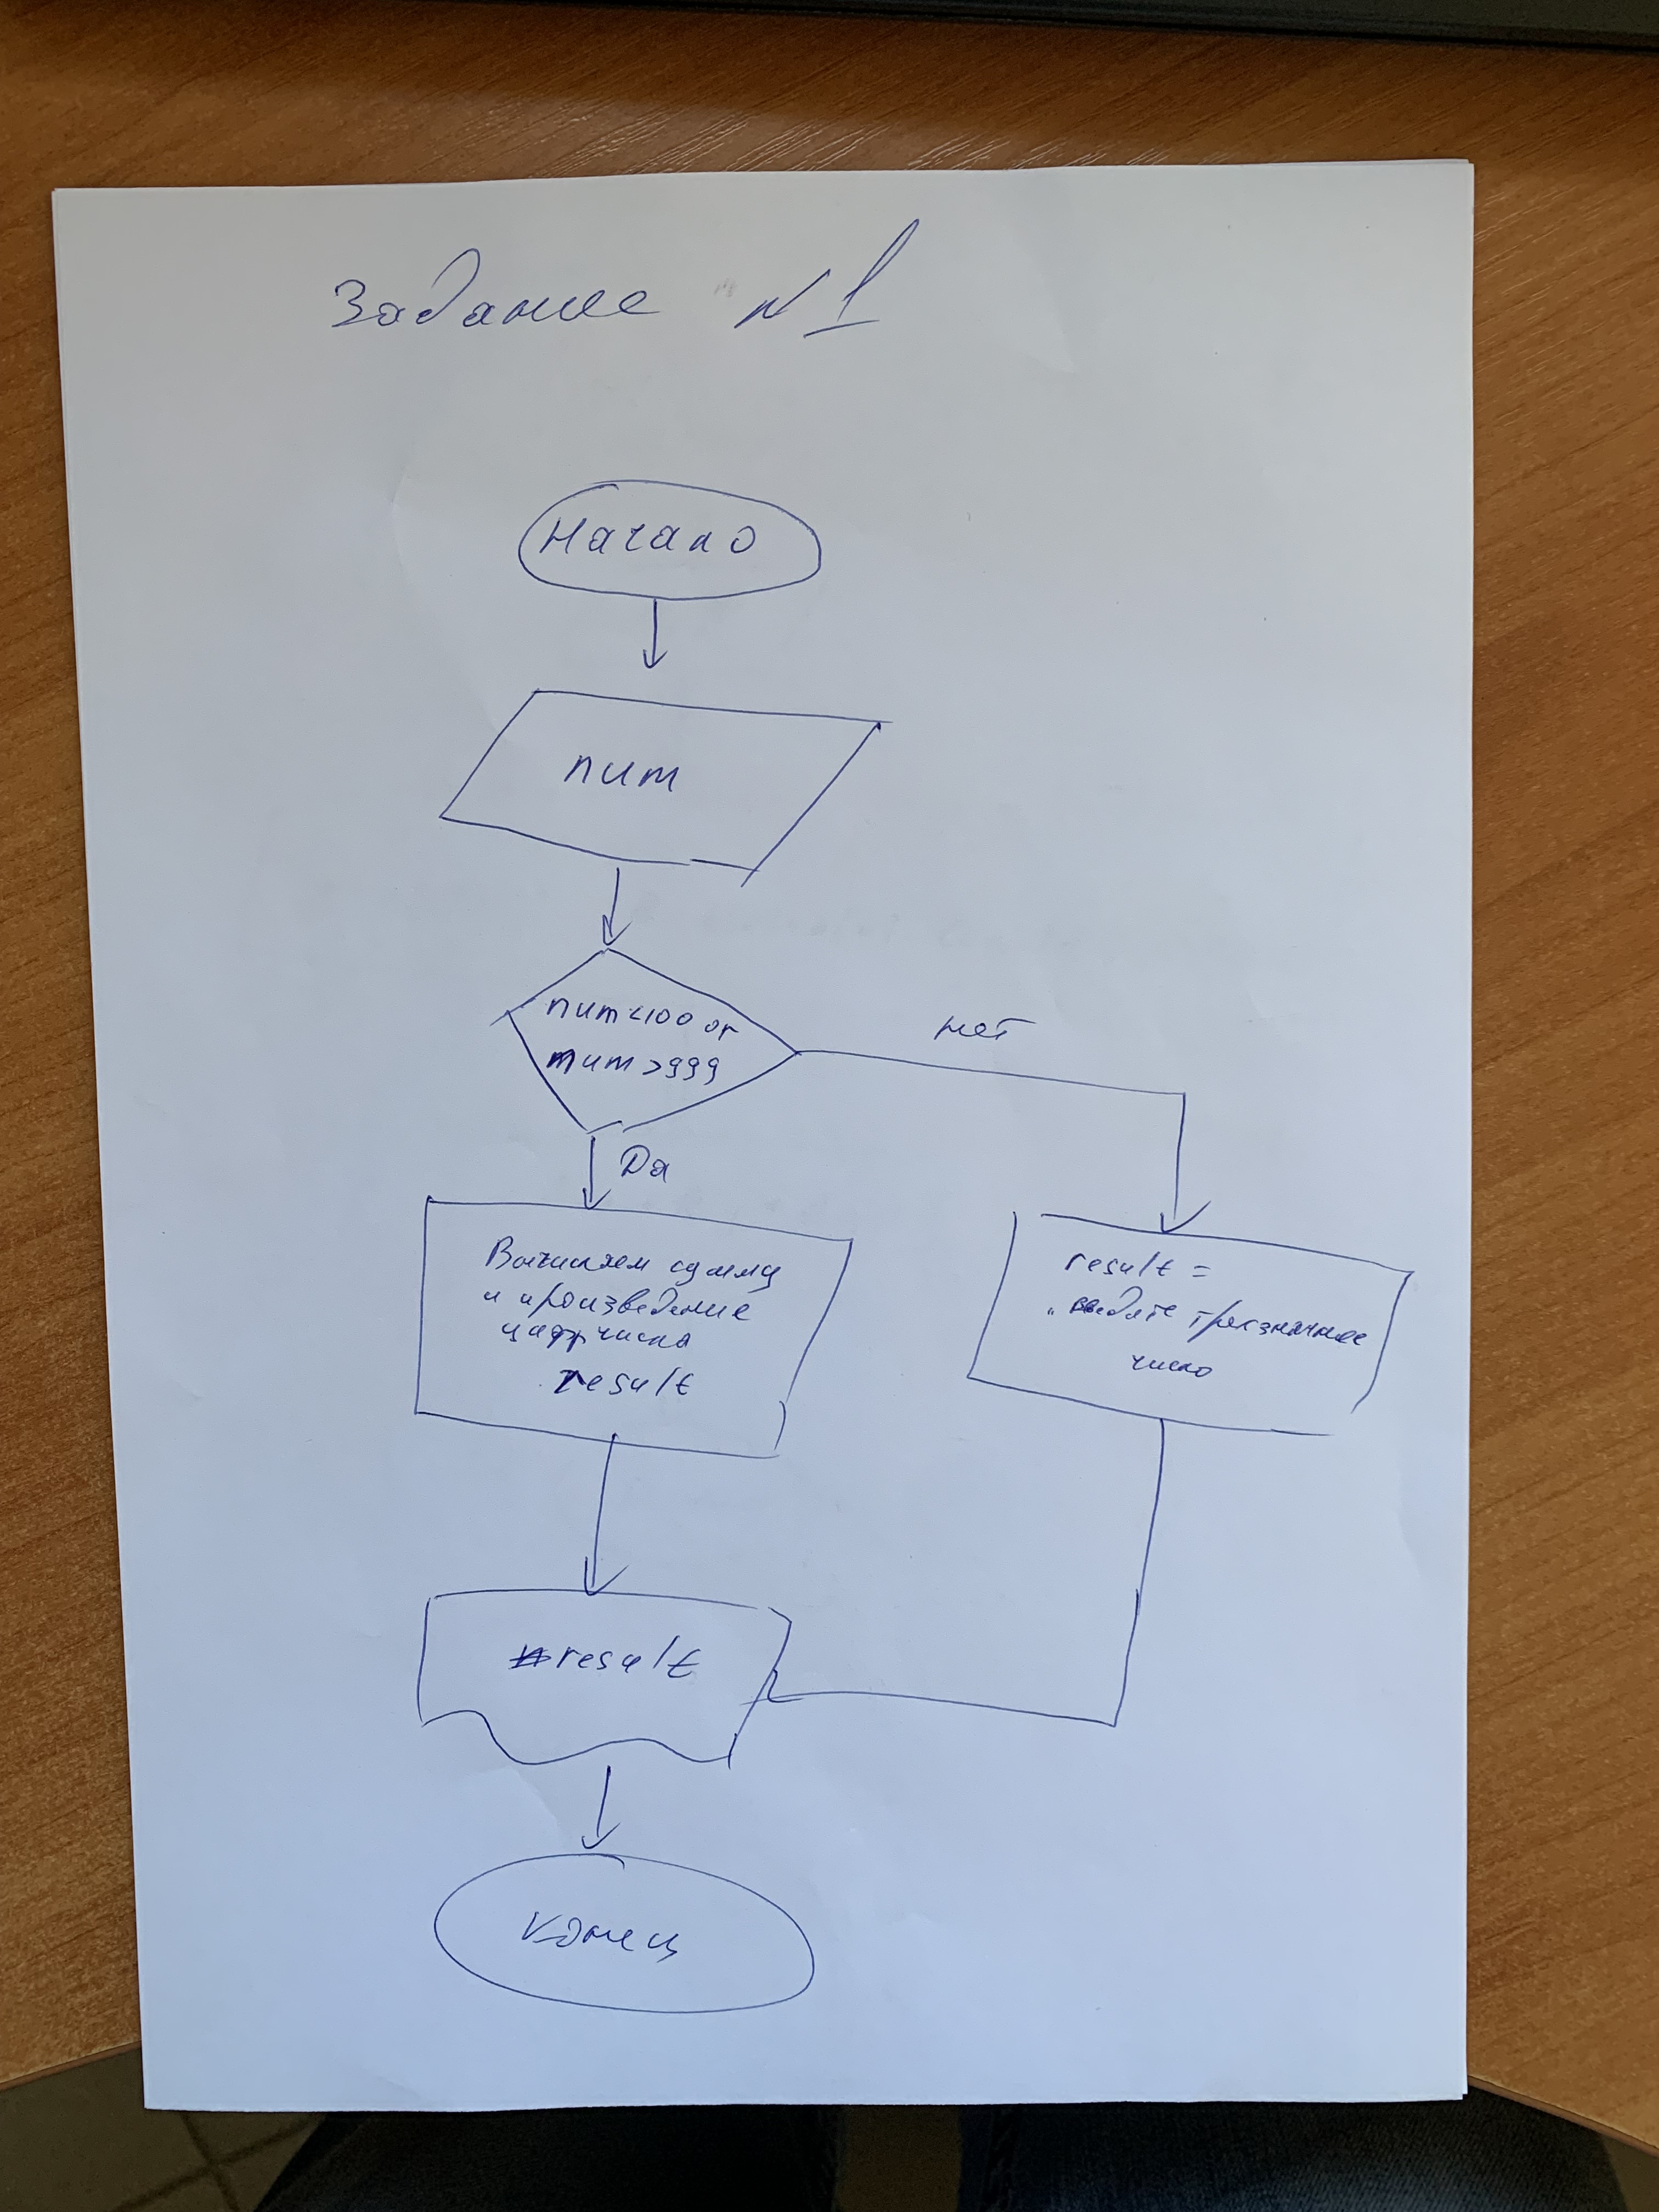 Задание №1
Начало
num
num<100 or
num>999
нет
Да
Вычисляем сумму
и произведение
цифр числа
result
result =
„введите трехзначное
число
result
Конец